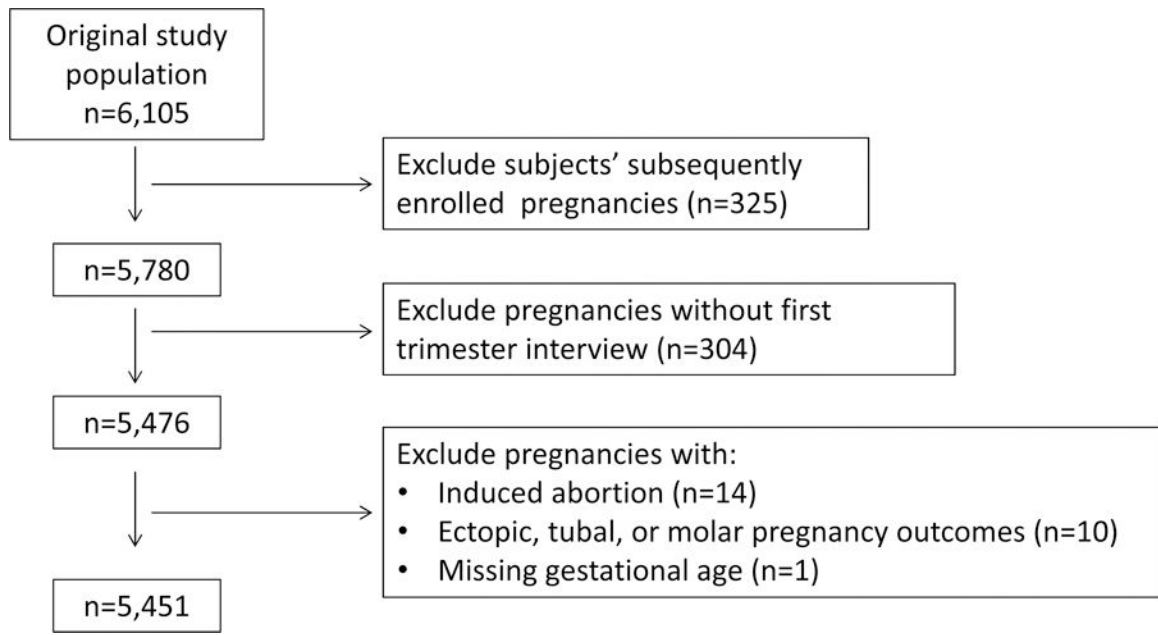 Original study
population
n=6,105
Exclude subjects’ subsequently
enrolled pregnancies (n=325)
n=5,780
Exclude pregnancies without first
trimester interview (n=304)
n=5,476
Exclude pregnancies with:
• Induced abortion (n=14)
• Ectopic, tubal, or molar pregnancy outcomes (n=10)
• Missing gestational age (n=1)
n=5,451